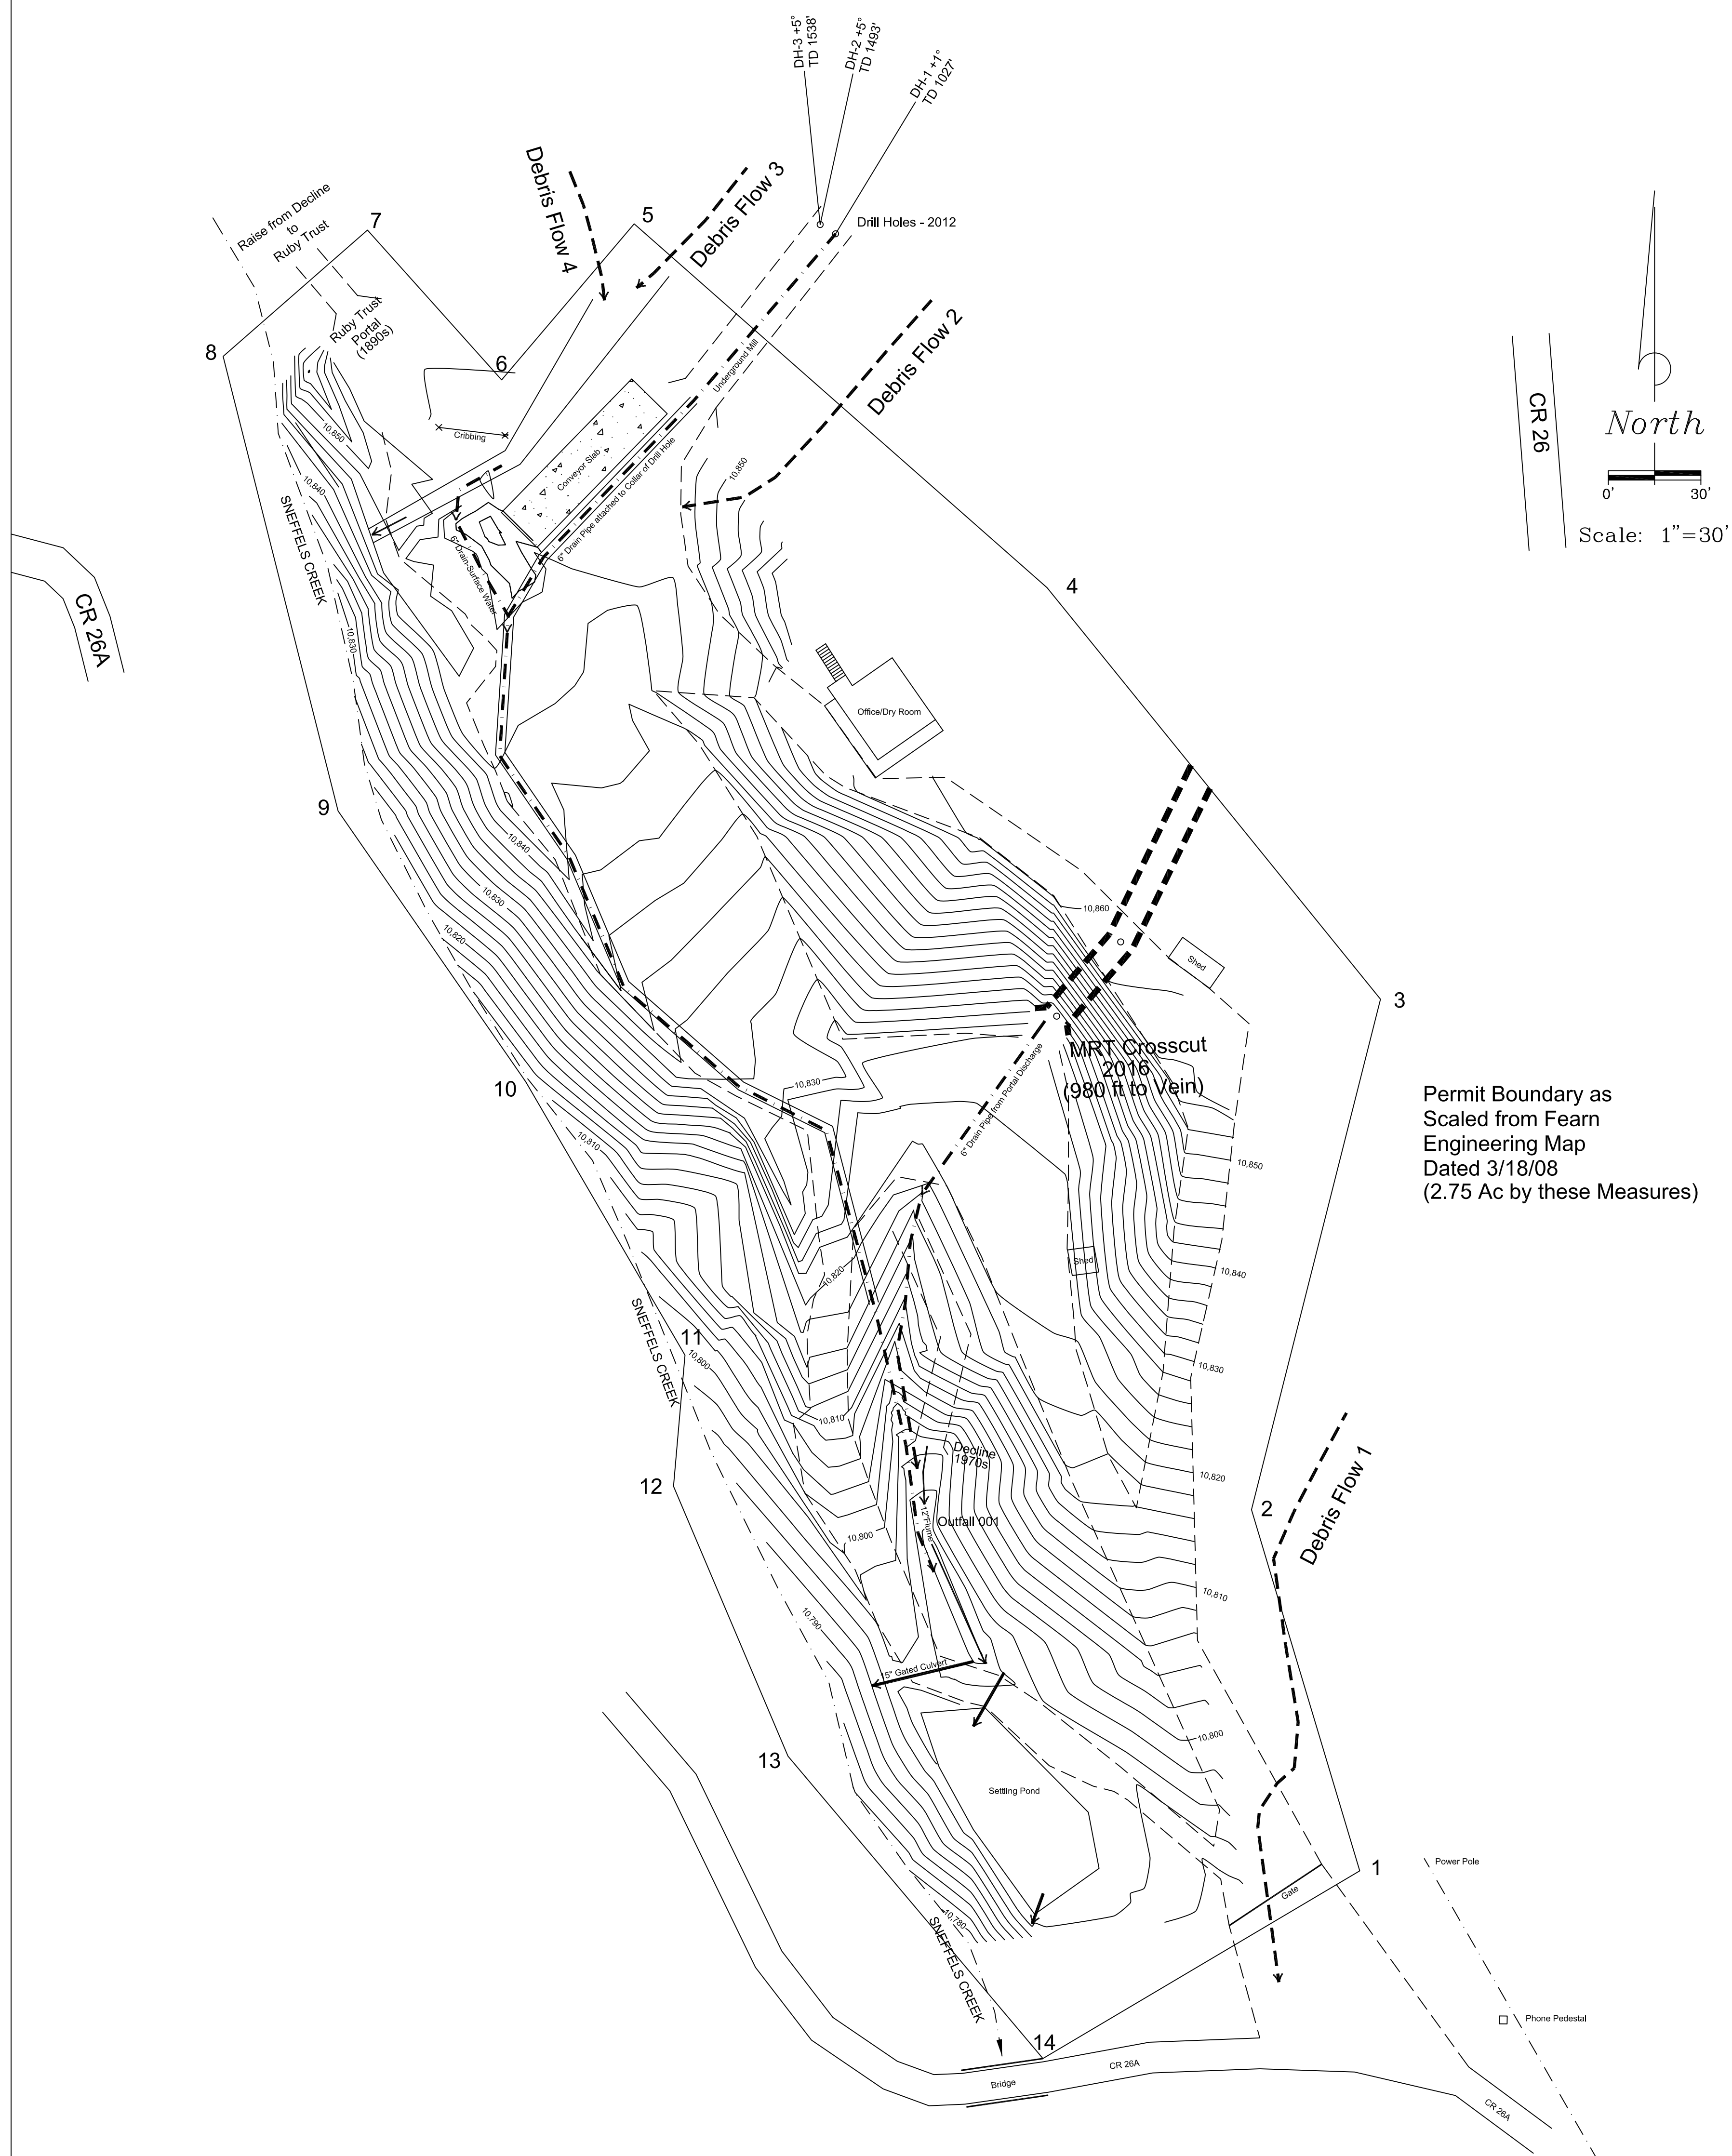 DH-3 +5°
TD 1538'
DH-2 +5°
TD 1493'
DH-1 +1°
TD 1027'
Debris Flow 4
Debris Flow 3
Raise from Decline
to
Ruby Trust
7
5
Drill Holes - 2012
Ruby Trust
Portal
(1890s)
8
6
Debris Flow 2
Underground Mill
CR 26
North
0'
30'
Scale: 1"=30'
10,850
Cribbing
Conveyor Slab
6" Drain Pipe attached to Collar of Drill Hole
10,850
10,840
SNEFFELS CREEK
6" Drain-Surface Water
4
CR 26A
10,830
Office/Dry Room
9
10,840
10,830
10,820
10,860
Shed
3
MRT Crosscut
2016
(980 ft to Vein)
6" Drain Pipe from Portal Discharge
10
10,830
10,810
Permit Boundary as
Scaled from Fearn
Engineering Map
Dated 3/18/08
(2.75 Ac by these Measures)
10,850
Shed
10,840
10,820
SNEFFELS CREEK
11
10,800
10,830
10,810
Decline
1970s
10,820
12
2
Debris Flow 1
12" Flume
Outfall 001
10,800
10,810
10,790
15" Gated Culvert
10,800
13
Settling Pond
1
Power Pole
Gate
10,780
SNEFFELS CREEK
Phone Pedestal
14
CR 26A
Bridge
CR 26A